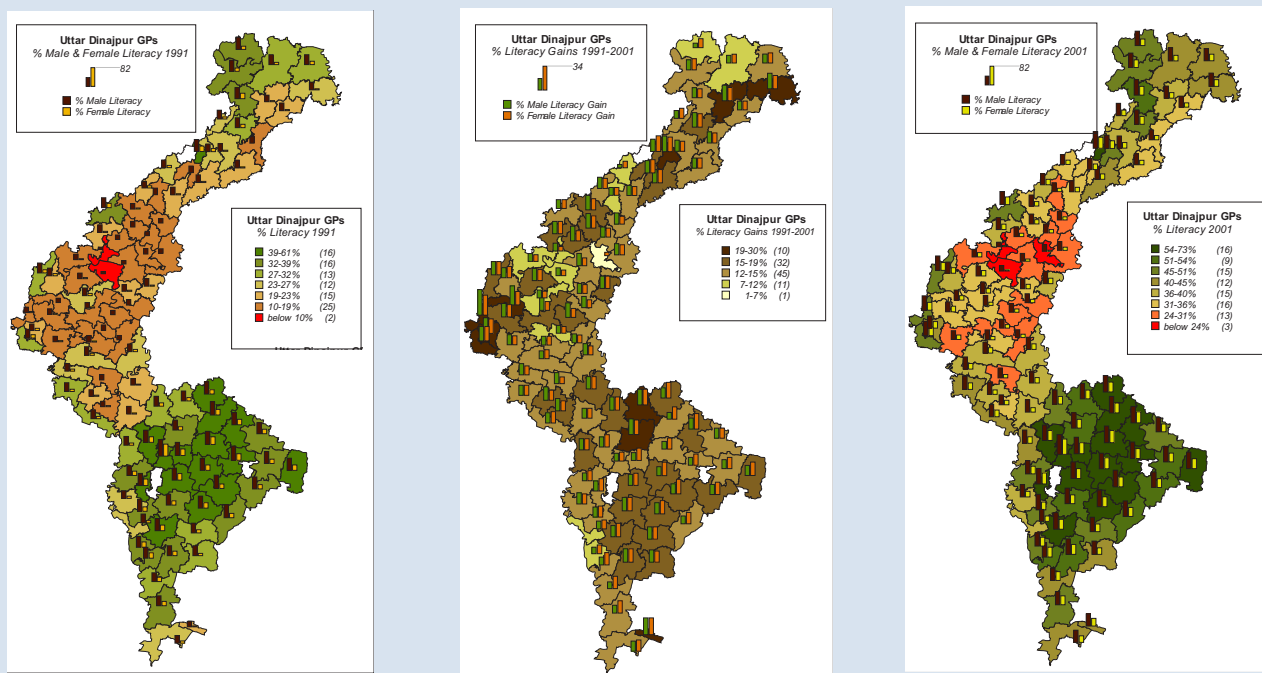 Uttar Dinajpur GPs
% Male & Female Literacy 1991
82
% Male Literacy
% Female Literacy
Uttar Dinajpur GPs
% Literacy 1991
39-61% (16)
32-39% (16)
27-32% (13)
23-27% (12)
19-23% (15)
10-19% (25)
below 10% (2)
Uttar Dinajpur GPs
% Literacy Gains 1991-2001
34
% Male Literacy Gain
% Female Literacy Gain
Uttar Dinajpur GPs
% Literacy Gains 1991-2001
19-30% (10)
15-19% (32)
12-15% (45)
7-12% (11)
1-7% (1)
Uttar Dinajpur GPs
% Male & Female Literacy 2001
82
% Male Literacy
% Female Literacy
Uttar Dinajpur GPs
% Literacy 2001
54-73% (16)
51-54% (9)
45-51% (15)
40-45% (12)
36-40% (15)
31-36% (16)
24-31% (13)
below 24% (3)